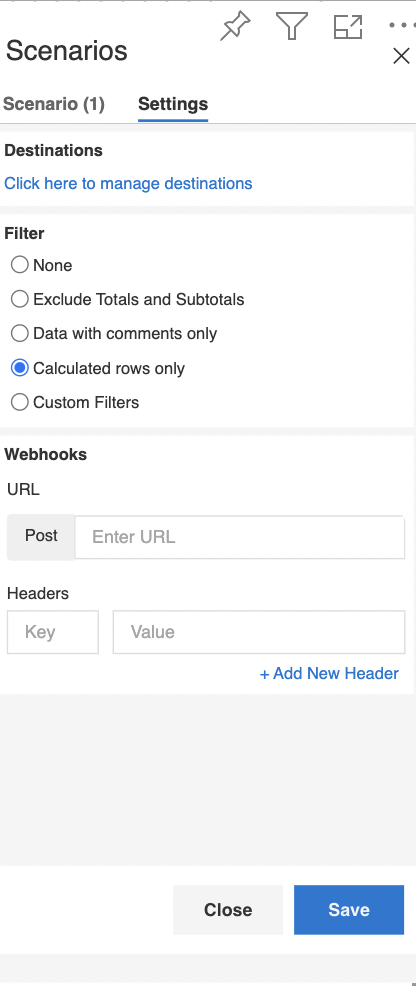 Scenarios
Scenario (1) Settings
Destinations
Click here to manage destinations
Filter
None
Exclude Totals and Subtotals
Data with comments only
Calculated rows only
Custom Filters
Webhooks
URL
Post Enter URL
Headers
Key Value
+ Add New Header
Close Save